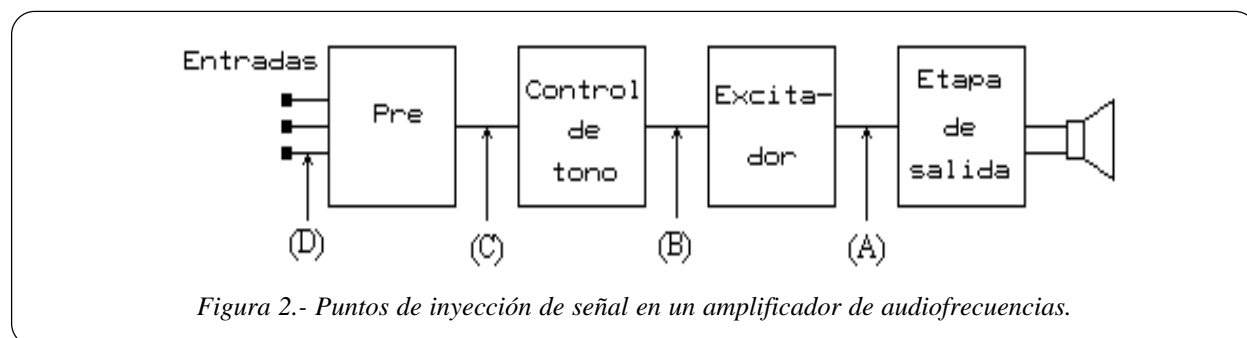 Entradas
Pre
Control
de
tono
Excita-
dor
Etapa
de
salida
(D)
(C)
(B)
(A)
Figura 2.- Puntos de inyección de señal en un amplificador de audiofrecuencias.